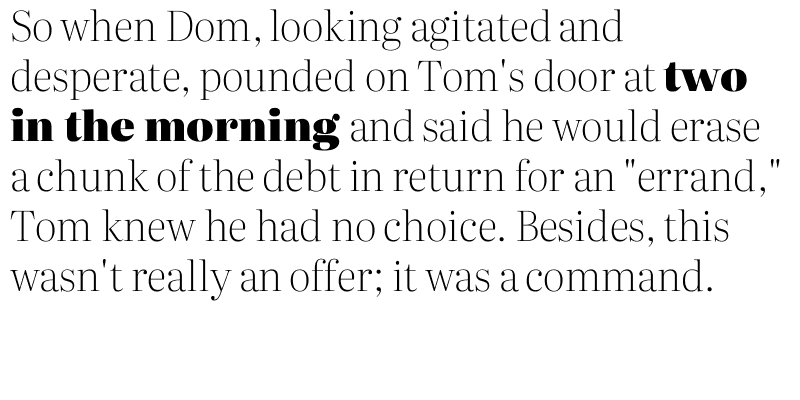 So when Dom, looking agitated and
desperate, pounded on Tom's door at two
in the morning and said he would erase
a chunk of the debt in return for an "errand,"
Tom knew he had no choice. Besides, this
wasn't really an offer; it was a command.